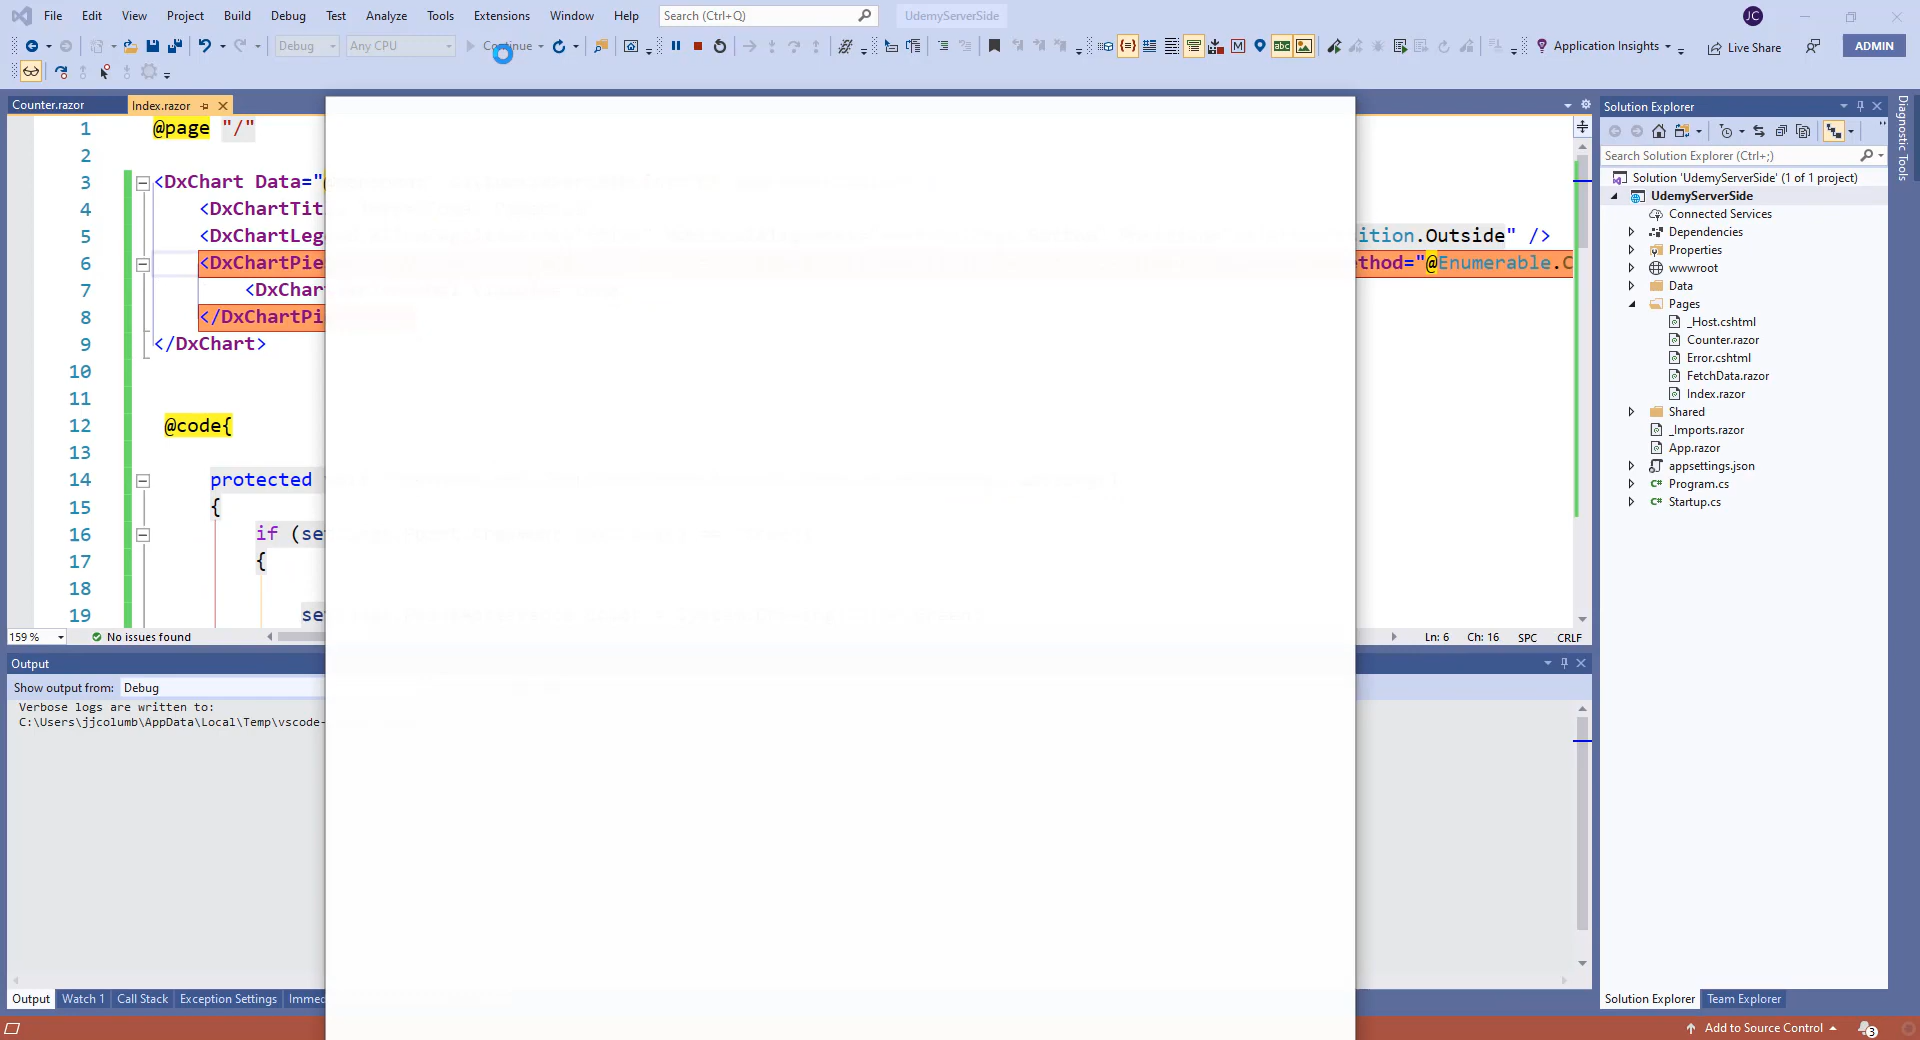 File Edit View Project Build Debug Test Analyze Tools Extensions Window Help Search (Ctrl+Q) UdemyServerSide JC
Debug Any CPU Continue Application Insights Live Share ADMIN
Counter.razor Index.razor
1 @page "/"
2
3 <DxChart Data="
4 <DxChartTit
5 <DxChartLeg ition.Outside" />
6 <DxChartPie thod="@Enumerable.C
7 <DxChar
8 </DxChartPi
9 </DxChart>
10
11
12 @code{
13
14 protected
15 {
16 if (se
17 {
18
19 se
159 % No issues found Ln: 6 Ch: 16 SPC CRLF
Output
Show output from: Debug
Verbose logs are written to:
C:\Users\jjcolumb\AppData\Local\Temp\vscode-
Output Watch 1 Call Stack Exception Settings Immed
Solution Explorer
Search Solution Explorer (Ctrl+;)
Solution 'UdemyServerSide' (1 of 1 project)
UdemyServerSide
Connected Services
Dependencies
Properties
wwwroot
Data
Pages
_Host.cshtml
Counter.razor
Error.cshtml
FetchData.razor
Index.razor
Shared
_Imports.razor
App.razor
appsettings.json
Program.cs
Startup.cs
Solution Explorer Team Explorer
Diagnostic Tools
Add to Source Control 3